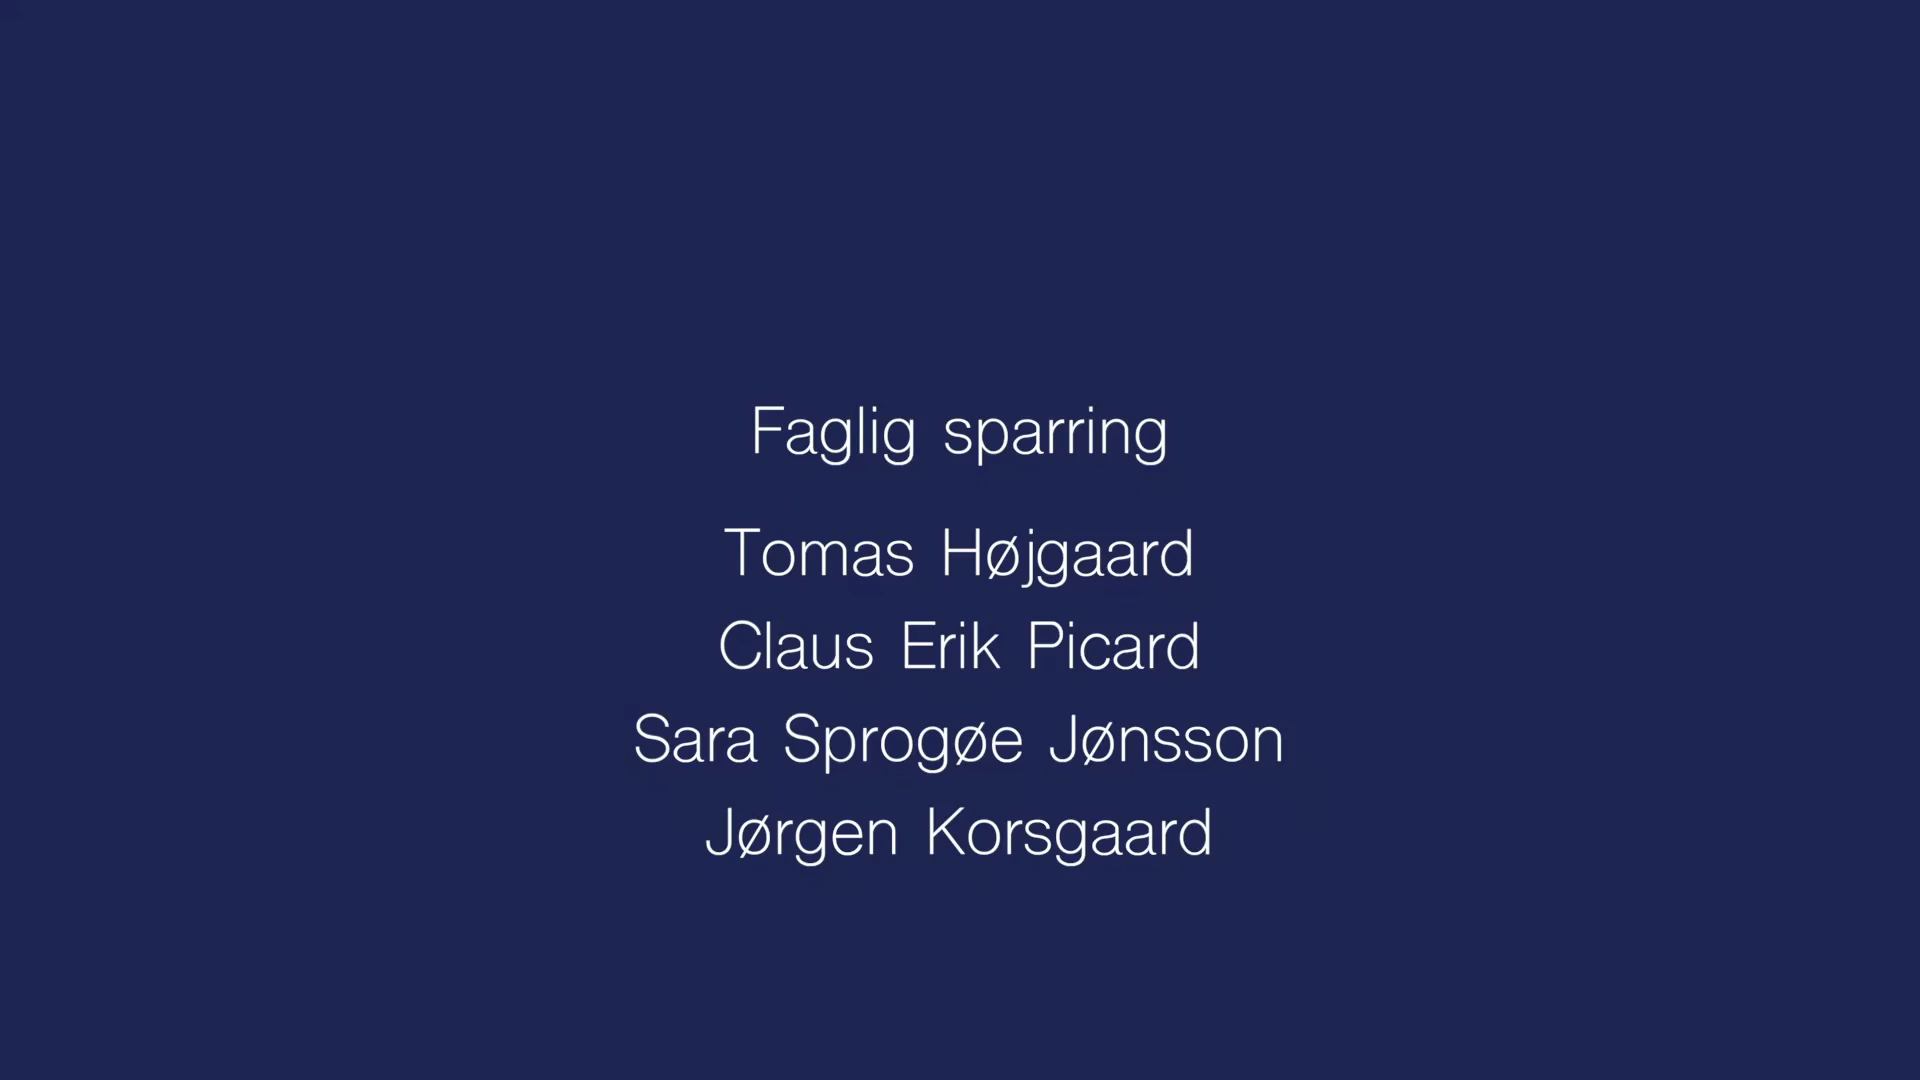 Faglig sparring
Tomas Højgaard
Claus Erik Picard
Sara Sprogøe Jønsson
Jørgen Korsgaard